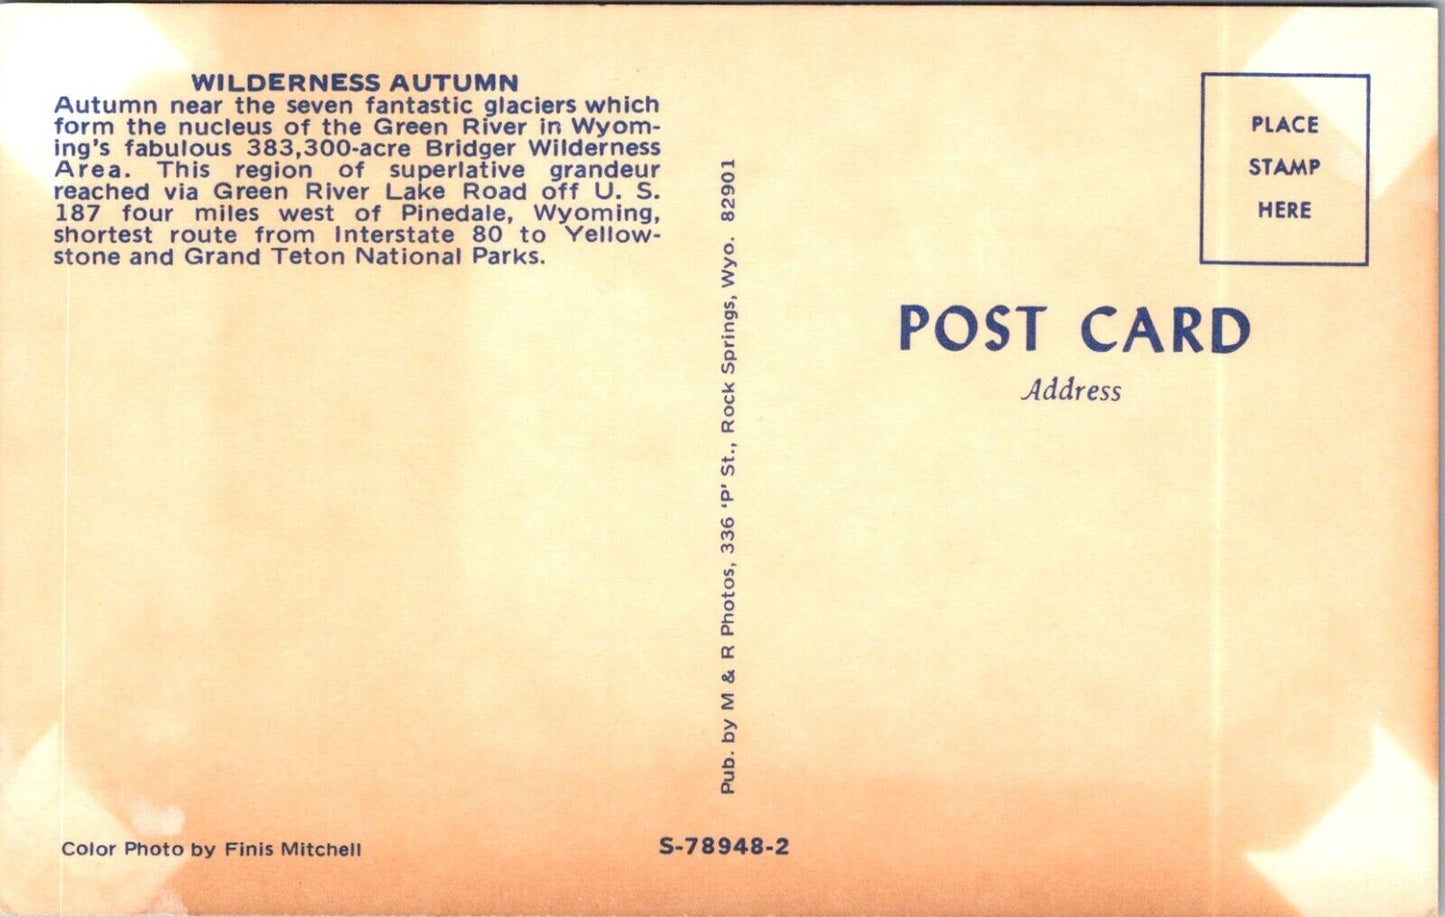 WILDERNESS AUTUMN
Autumn near the seven fantastic glaciers which
form the nucleus of the Green River in Wyom-
ing's fabulous 383,300-acre Bridger Wilderness
Area. This region of superlative grandeur
reached via Green River Lake Road off U. S.
187 four miles west of Pinedale, Wyoming,
shortest route from Interstate 80 to Yellow-
stone and Grand Teton National Parks.
Color Photo by Finis Mitchell
Pub. by M & R Photos, 336 'P' St., Rock Springs, Wyo. 82901
S-78948-2
PLACE
STAMP
HERE
POST CARD
Address